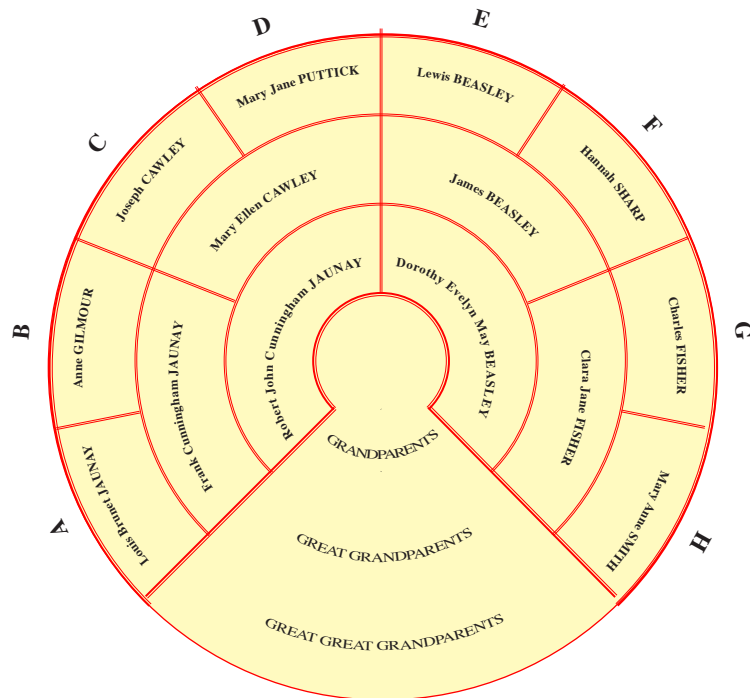 A
B
C
D
E
F
G
H
Louis Brunet JAUNAY
Anne GILMOUR
Joseph CAWLEY
Mary Jane PUTTICK
Lewis BEASLEY
Hannah SHARP
Charles FISHER
Mary Anne SMITH
Frank Cunningham JAUNAY
Mary Ellen CAWLEY
James BEASLEY
Clara Jane FISHER
Robert John Cunningham JAUNAY
Dorothy Evelyn May BEASLEY
GRANDPARENTS
GREAT GRANDPARENTS
GREAT GREAT GRANDPARENTS